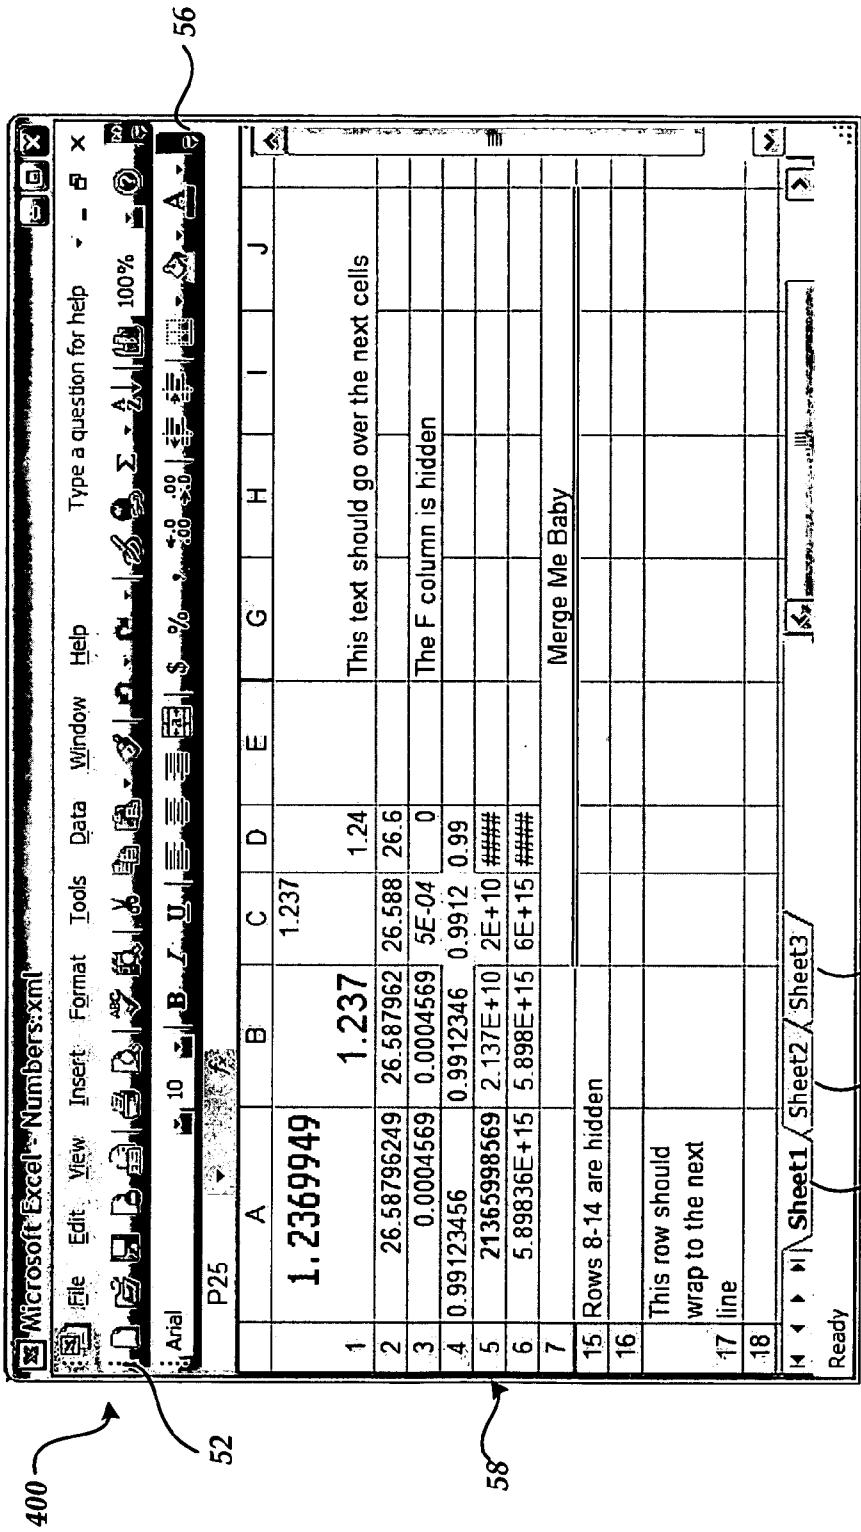 400
52
56
58
Microsoft Excel - Numbers.xml
File Edit View Insert Format Tools Data Window Help Type a question for help
100%
Arial 10 B I U $ % ,
P25 fx
A B C D E G H I J
1 1.2369949 1.237 1.237 1.24 This text should go over the next cells
2 26.58796249 26.587962 26.588 26.6
3 0.0004569 0.0004569 5E-04 0 The F column is hidden
4 0.99123456 0.9912346 0.9912 0.99
5 21365998569 2.137E+10 2E+10 ####
6 5.89836E+15 5.898E+15 6E+15 ####
7 Merge Me Baby
15 Rows 8-14 are hidden
16
This row should
wrap to the next
17 line
18
Sheet1 Sheet2 Sheet3
Ready